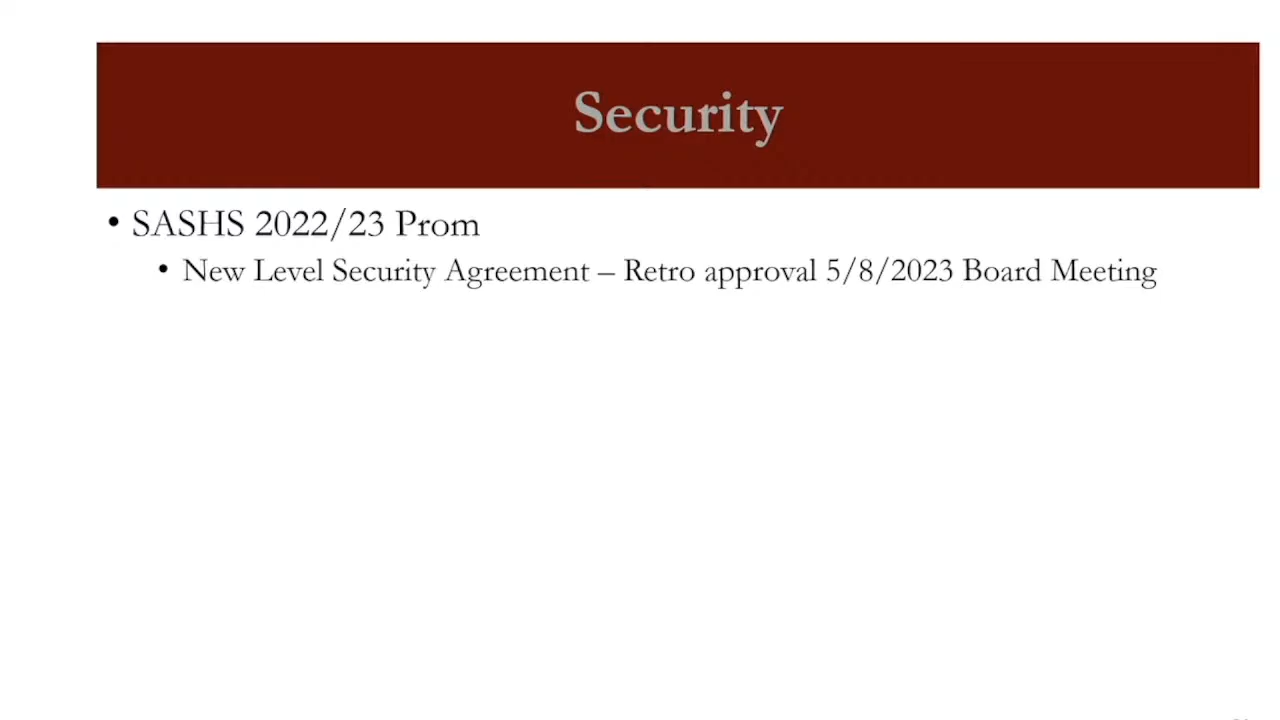 Security
• SASHS 2022/23 Prom
• New Level Security Agreement – Retro approval 5/8/2023 Board Meeting